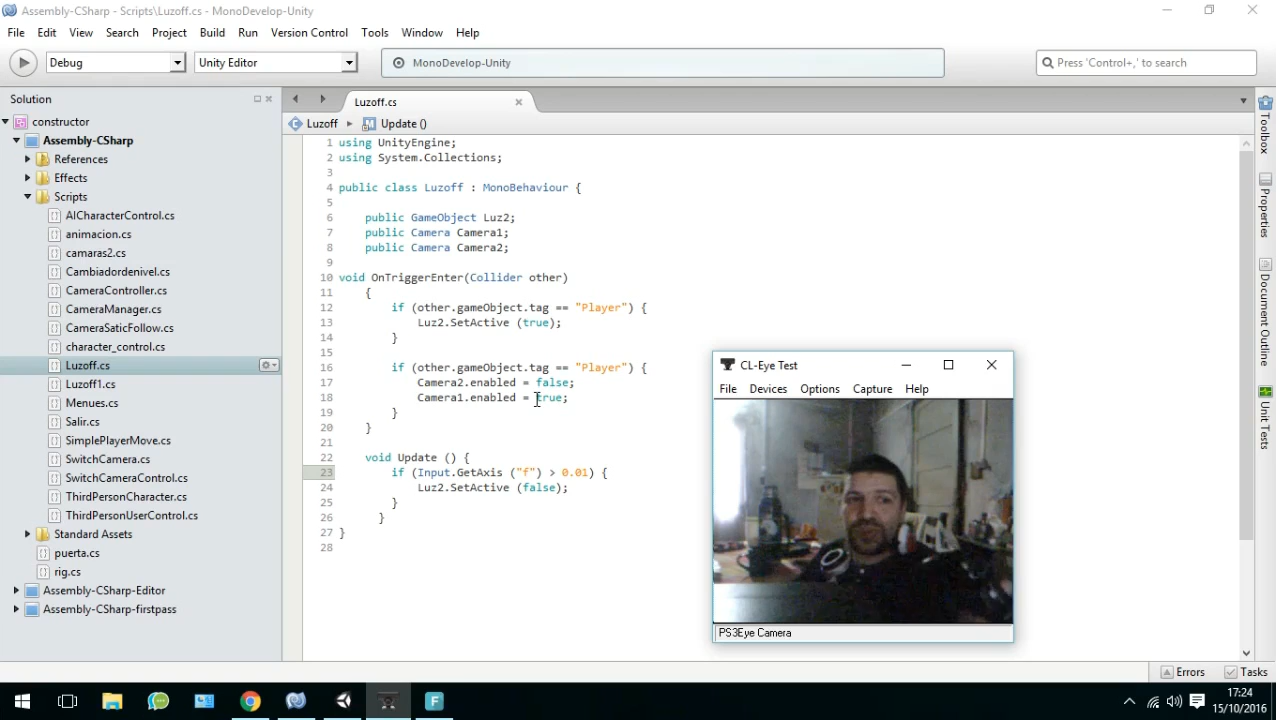 Assembly-CSharp - Scripts\Luzoff.cs - MonoDevelop-Unity
File Edit View Search Project Build Run Version Control Tools Window Help
Debug Unity Editor MonoDevelop-Unity Press 'Control+,' to search
Solution
Luzoff.cs
Luzoff Update ()
constructor
Assembly-CSharp
References
Effects
Scripts
AICharacterControl.cs
animacion.cs
camaras2.cs
Cambiadordenivel.cs
CameraController.cs
CameraManager.cs
CameraSaticFollow.cs
character_control.cs
Luzoff.cs
Luzoff1.cs
Menues.cs
Salir.cs
SimplePlayerMove.cs
SwitchCamera.cs
SwitchCameraControl.cs
ThirdPersonCharacter.cs
ThirdPersonUserControl.cs
Standard Assets
puerta.cs
rig.cs
Assembly-CSharp-Editor
Assembly-CSharp-firstpass
1 using UnityEngine;
2 using System.Collections;
3
4 public class Luzoff : MonoBehaviour {
5
6 public GameObject Luz2;
7 public Camera Camera1;
8 public Camera Camera2;
9
10 void OnTriggerEnter(Collider other)
11 {
12 if (other.gameObject.tag == "Player") {
13 Luz2.SetActive (true);
14 }
15
16 if (other.gameObject.tag == "Player") {
17 Camera2.enabled = false;
18 Camera1.enabled = true;
19 }
20 }
21
22 void Update () {
23 if (Input.GetAxis ("f") > 0.01) {
24 Luz2.SetActive (false);
25 }
26 }
27 }
28
CL-Eye Test
File Devices Options Capture Help
PS3Eye Camera
Toolbox
Properties
Document Outline
Unit Tests
Errors Tasks
F
17:24
15/10/2016